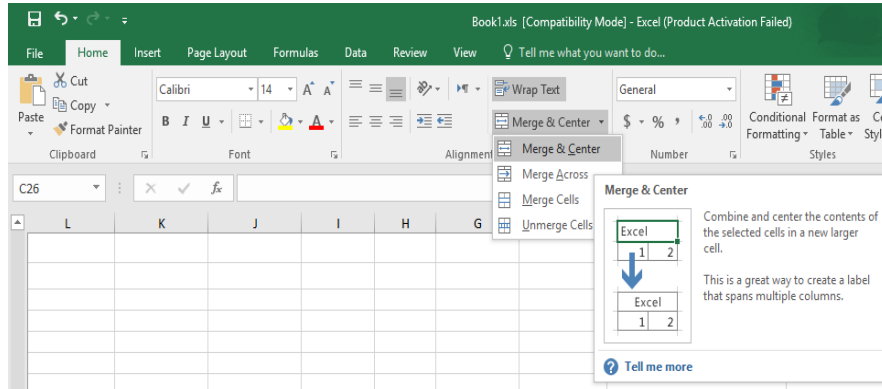 Book1.xls [Compatibility Mode] - Excel (Product Activation Failed)
File Home Insert Page Layout Formulas Data Review View Tell me what you want to do...
Cut
Copy
Format Painter
Paste
Clipboard
Calibri 14 A A
B I U A
Font
Wrap Text
Merge & Center
Alignment
General
$ % , .00 .0
Number
Conditional Formatting
Format as Table
Styles
Merge & Center
Merge Across
Merge Cells
Unmerge Cells
C26 fx
L K J I H G
Merge & Center
Excel
1 2
Excel
1 2
Combine and center the contents of
the selected cells in a new larger
cell.
This is a great way to create a label
that spans multiple columns.
? Tell me more